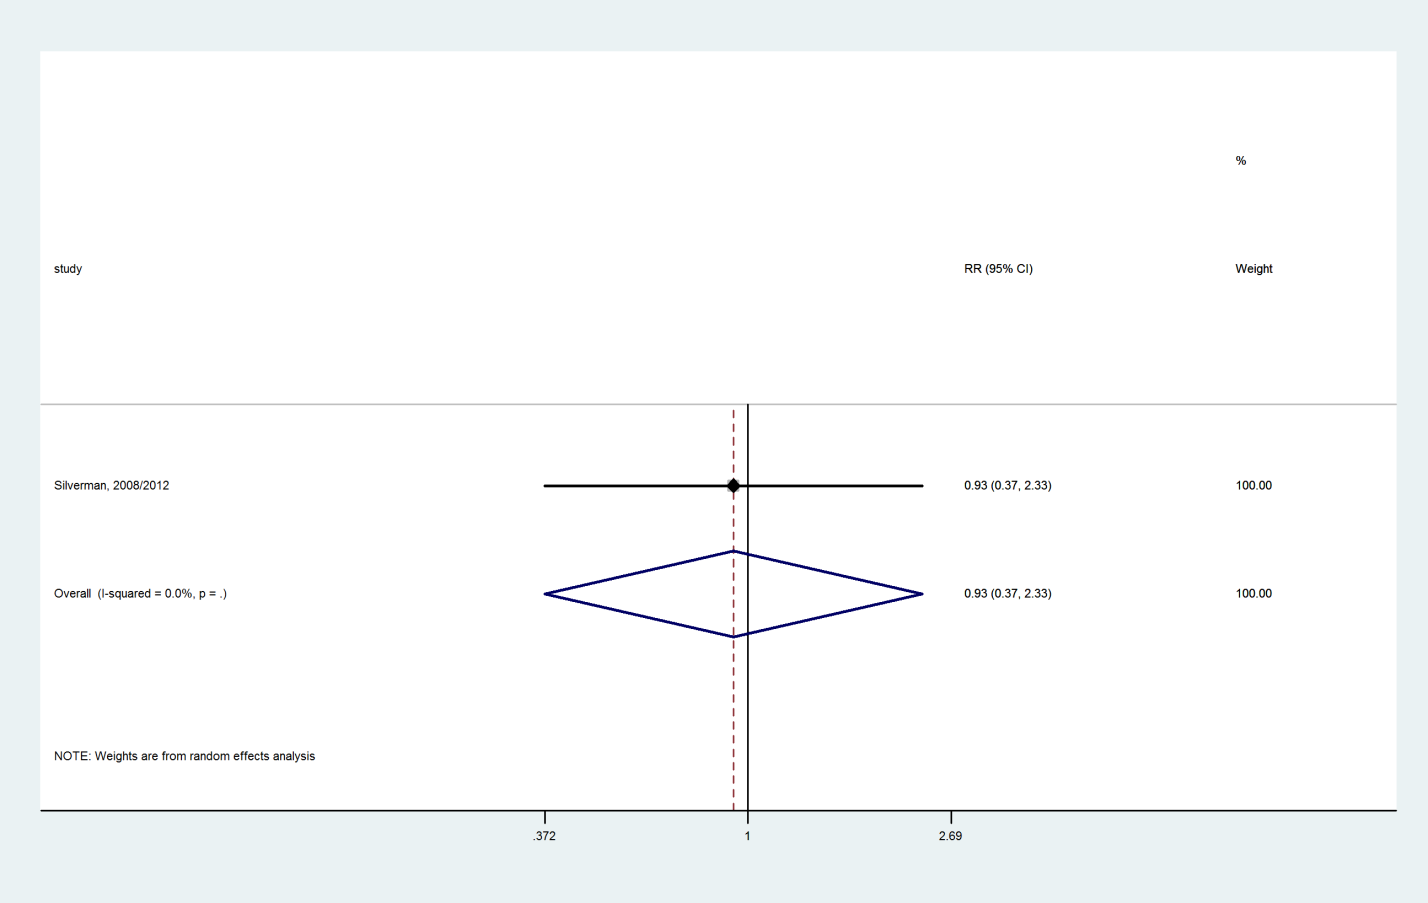 %
study RR (95% CI) Weight
Silverman, 2008/2012 0.93 (0.37, 2.33) 100.00
Overall (I-squared = 0.0%, p = .) 0.93 (0.37, 2.33) 100.00
NOTE: Weights are from random effects analysis
.372 1 2.69